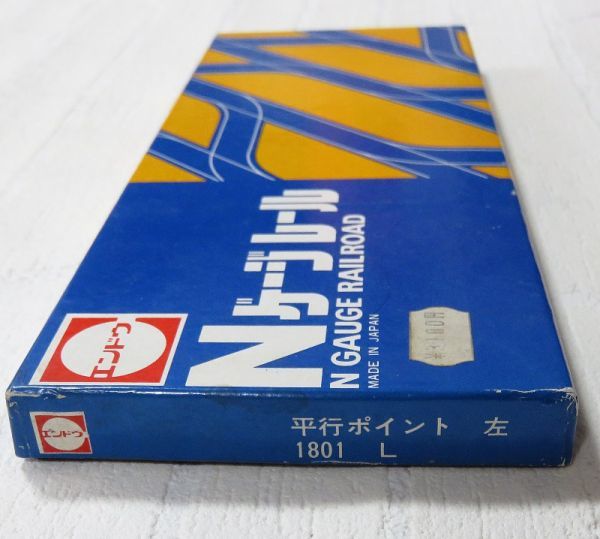 Nゲージレール
N GAUGE RAILROAD
MADE IN JAPAN
エンドウ
エンドウ
平行ポイント 左
1801 L